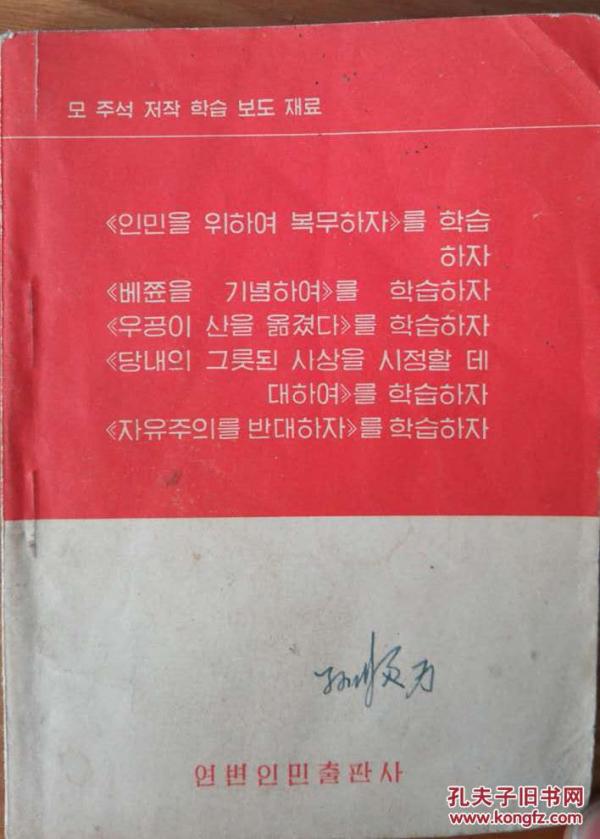 모 주석 저작 학습 보도 재료
《인민을 위하여 복무하자》를 학습
하자
《베쮼을 기념하여》를 학습하자
《우공이 산을 옮겼다》를 학습하자
《당내의 그릇된 사상을 시정할 데
대하여》를 학습하자
《자유주의를 반대하자》를 학습하자
연변인민출판사
孔夫子旧书网
kongfz.com